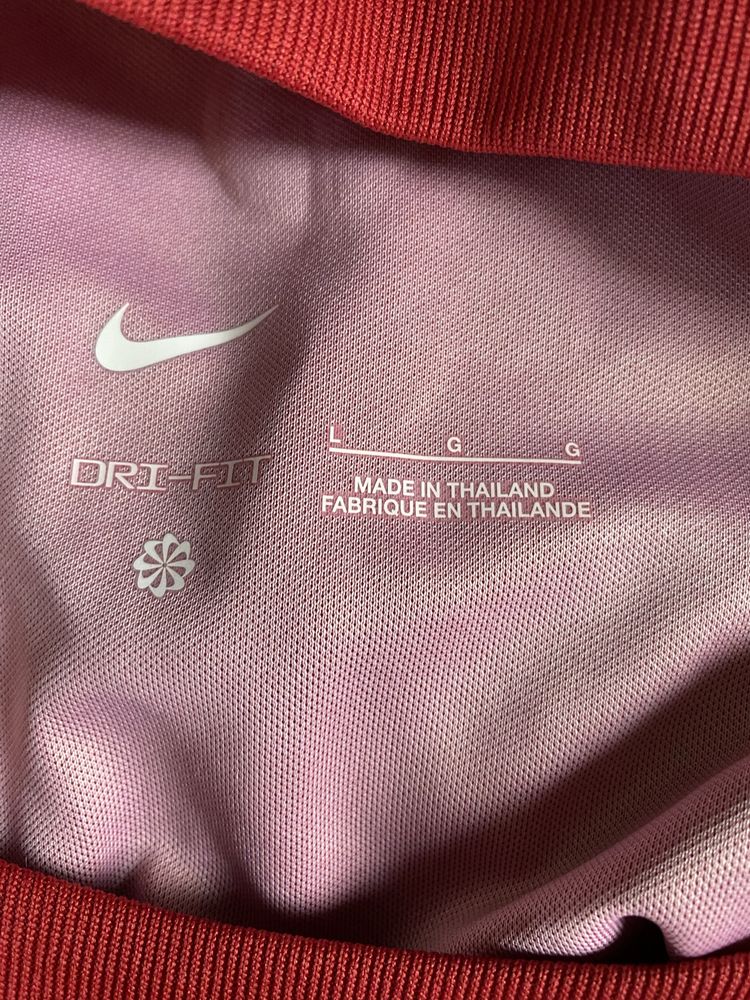 DRI-FIT
L G G
MADE IN THAILAND
FABRIQUE EN THAILANDE